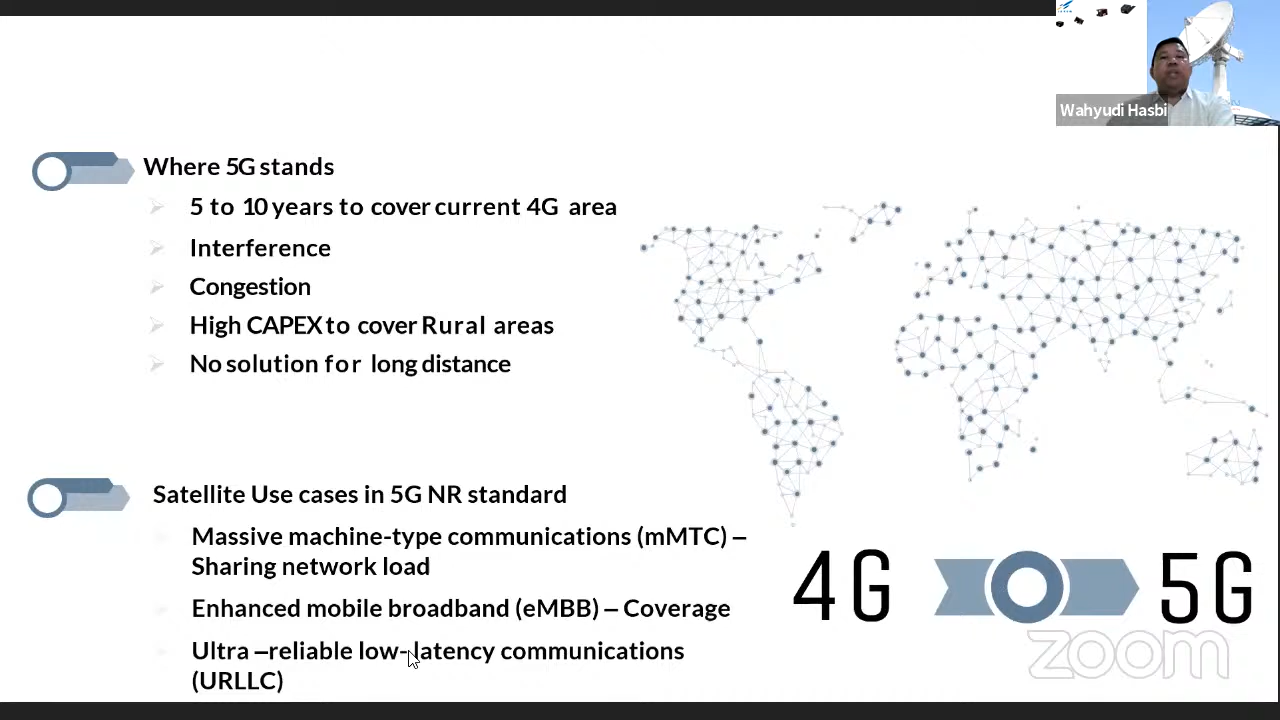 Wahyudi Hasbi
Where 5G stands
5 to 10 years to cover current 4G area
Interference
Congestion
High CAPEX to cover Rural areas
No solution for long distance
Satellite Use cases in 5G NR standard
Massive machine-type communications (mMTC) –
Sharing network load
Enhanced mobile broadband (eMBB) – Coverage
Ultra –reliable low-latency communications
(URLLC)
4G
5G
zoom